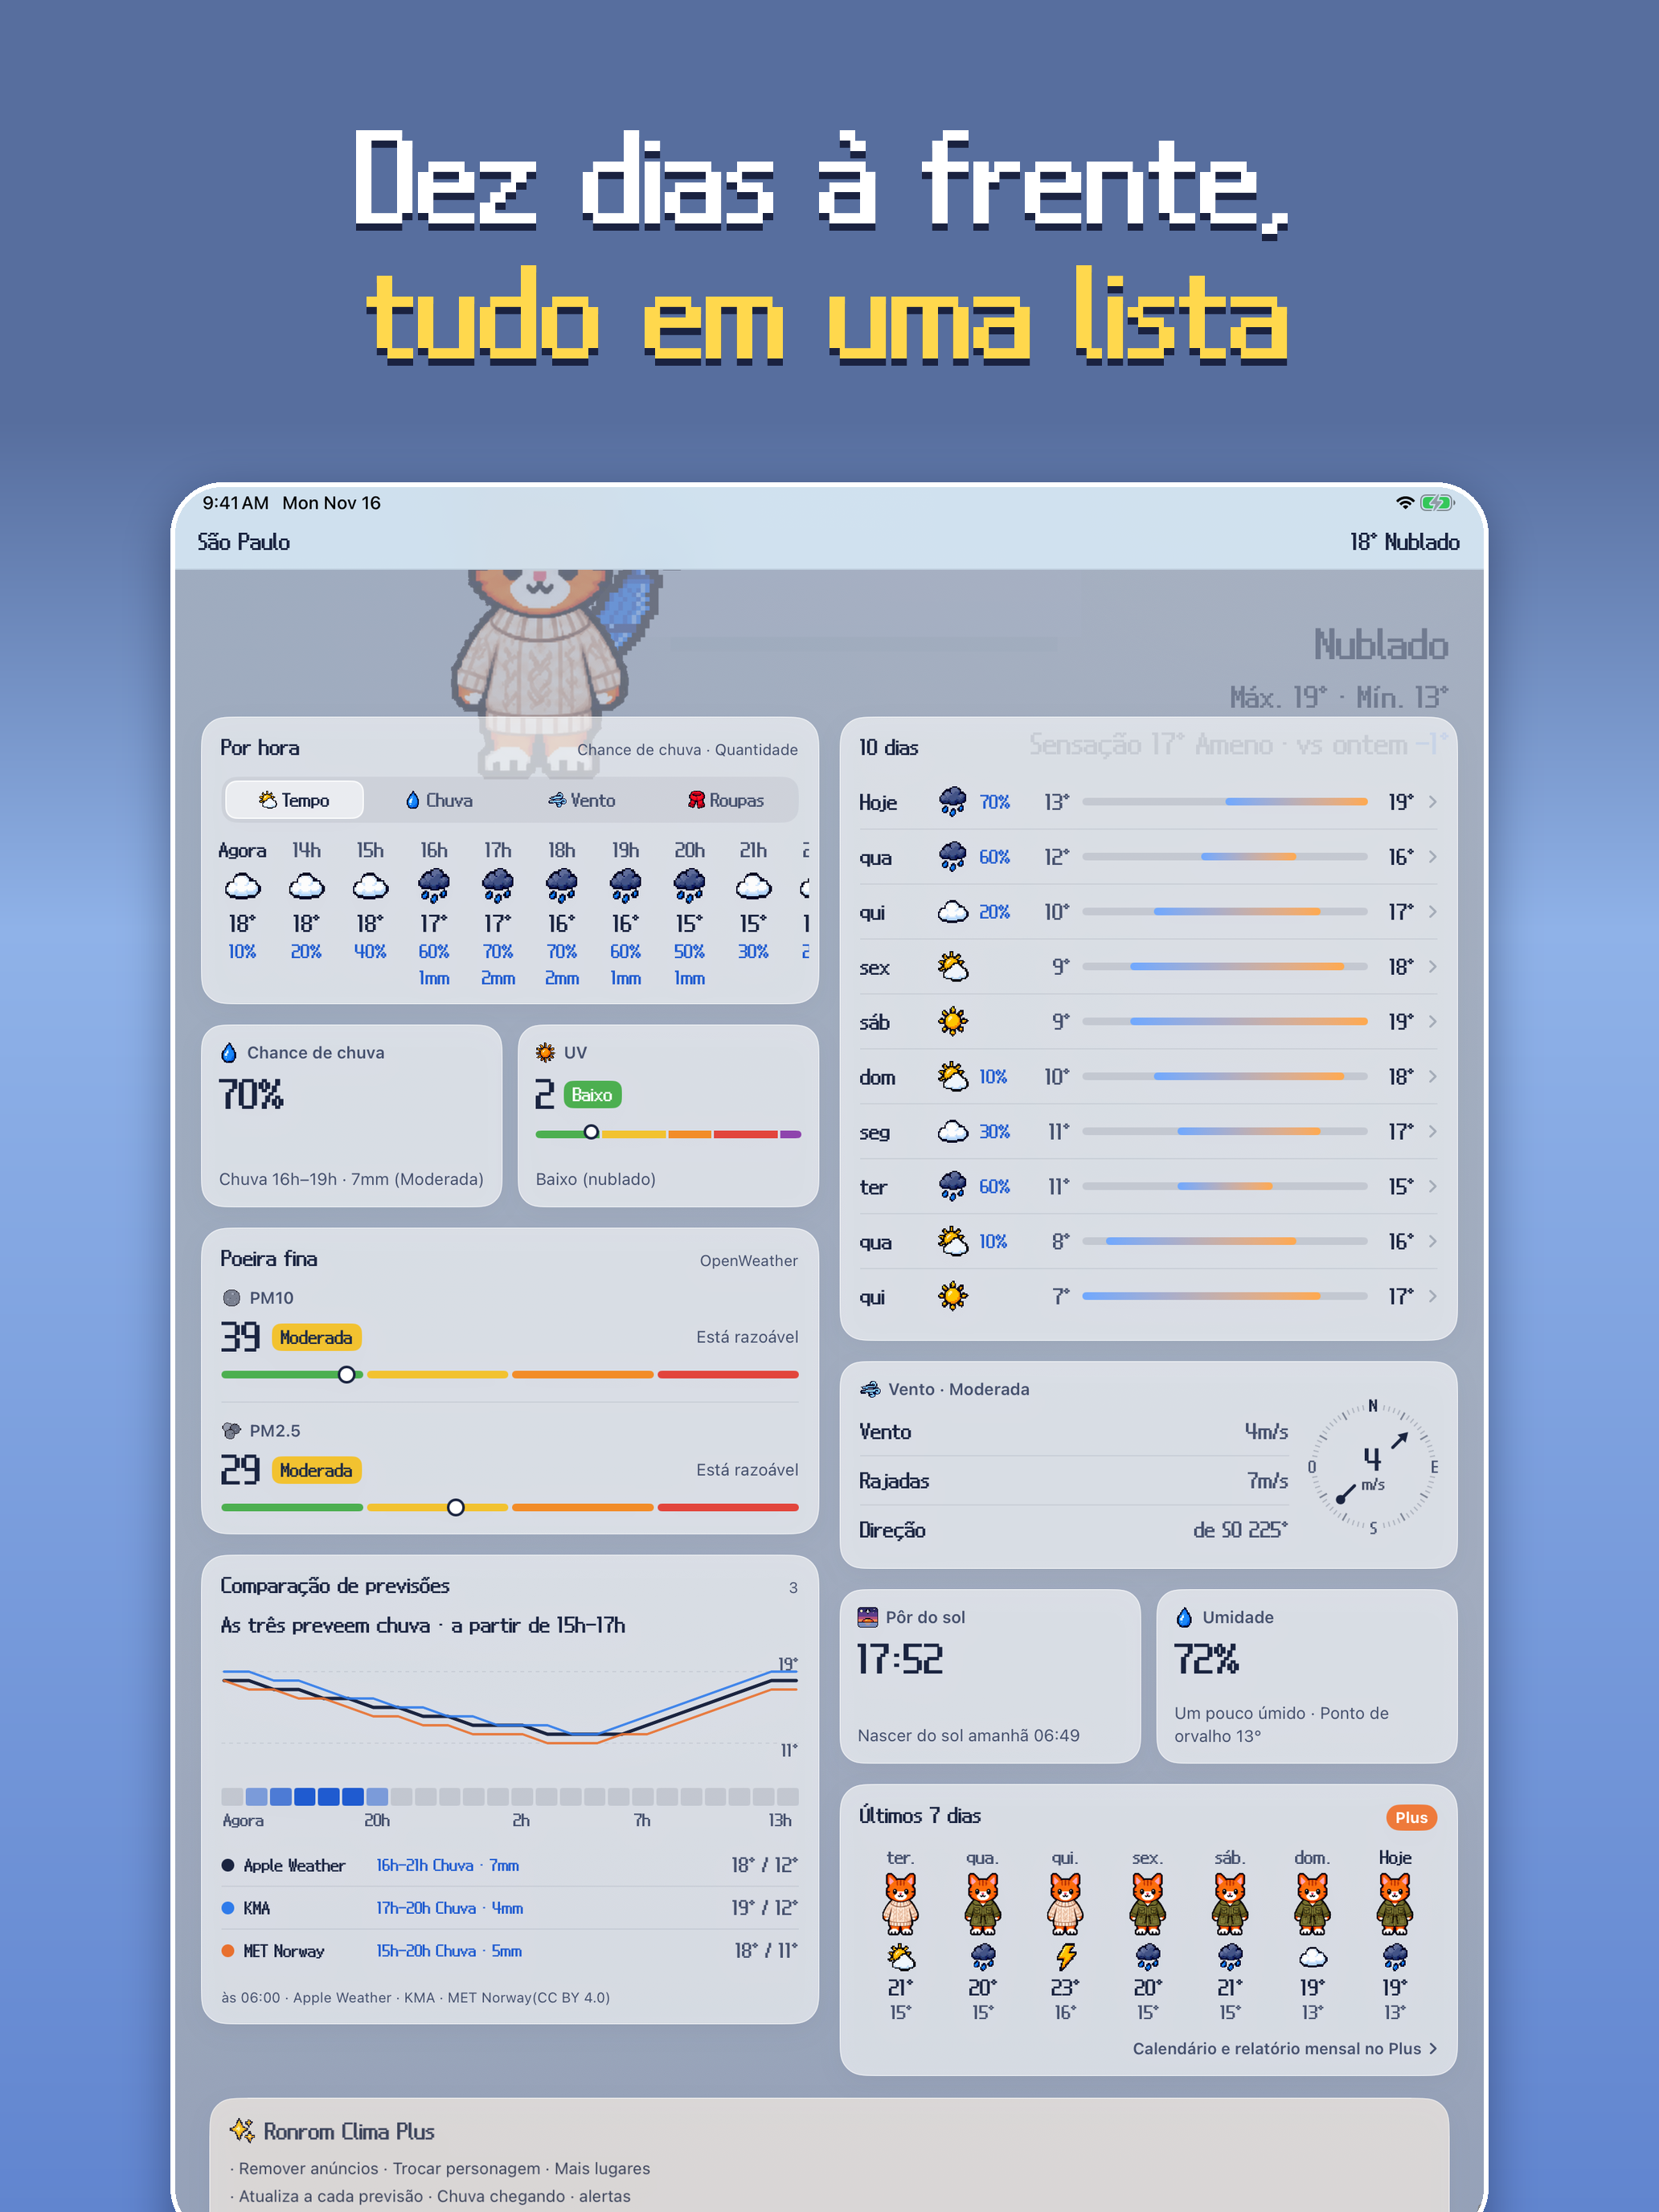 Dez dias à frente,
tudo em uma lista
9:41 AM Mon Nov 16
São Paulo
18° Nublado
Nublado
Máx. 19° · Mín. 13°
Sensação 17° Ameno · vs ontem -1°
Por hora
Chance de chuva · Quantidade
Tempo Chuva Vento Roupas
Agora 14h 15h 16h 17h 18h 19h 20h 21h
18° 18° 18° 17° 17° 16° 16° 15° 15°
10% 20% 40% 60% 70% 70% 60% 50% 30%
1mm 2mm 2mm 1mm 1mm
Chance de chuva
70%
Chuva 16h–19h · 7mm (Moderada)
UV
2 Baixo
Baixo (nublado)
Poeira fina
OpenWeather
PM10
39 Moderada
Está razoável
PM2.5
29 Moderada
Está razoável
Comparação de previsões
3
As três preveem chuva · a partir de 15h–17h
19°
11°
Agora 20h 2h 7h 13h
Apple Weather 16h–21h Chuva · 7mm 18° / 12°
KMA 17h–20h Chuva · 4mm 19° / 12°
MET Norway 15h–20h Chuva · 5mm 18° / 11°
às 06:00 · Apple Weather · KMA · MET Norway(CC BY 4.0)
10 dias
Hoje 70% 13° 19°
qua 60% 12° 16°
qui 20% 10° 17°
sex 9° 18°
sáb 9° 19°
dom 10% 10° 18°
seg 30% 11° 17°
ter 60% 11° 15°
qua 10% 8° 16°
qui 7° 17°
Vento · Moderada
Vento 4m/s
Rajadas 7m/s
Direção de SO 225°
N
O
E
S
4
m/s
Pôr do sol
17:52
Nascer do sol amanhã 06:49
Umidade
72%
Um pouco úmido · Ponto de
orvalho 13°
Últimos 7 dias
Plus
ter. qua. qui. sex. sáb. dom. Hoje
21° 20° 23° 20° 21° 19° 19°
15° 15° 16° 15° 15° 13° 13°
Calendário e relatório mensal no Plus
Ronrom Clima Plus
· Remover anúncios · Trocar personagem · Mais lugares
· Atualiza a cada previsão · Chuva chegando · alertas